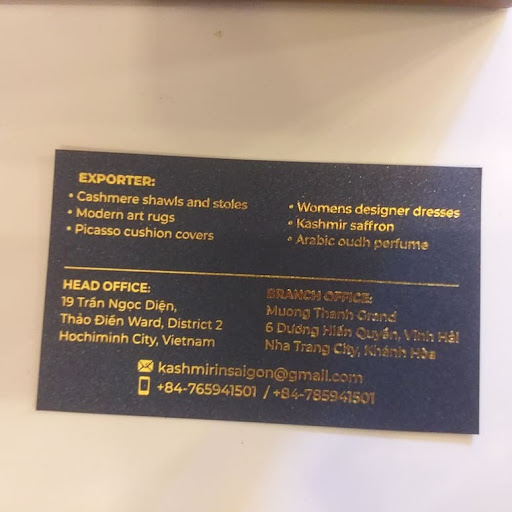 EXPORTER:
• Cashmere shawls and stoles
• Modern art rugs
• Picasso cushion covers
• Womens designer dresses
• Kashmir saffron
• Arabic oudh perfume
HEAD OFFICE:
19 Trần Ngọc Diện,
Thảo Điền Ward, District 2
Hochiminh City, Vietnam
BRANCH OFFICE:
Muong Thanh Grand
6 Dương Hiến Quyền, Vĩnh Hải
Nha Trang City, Khánh Hòa
kashmirinsaigon@gmail.com
+84-765941501 / +84-785941501